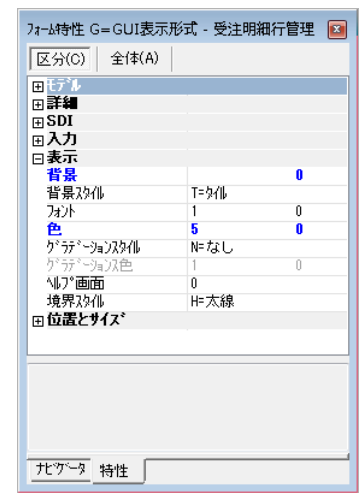 ﾌｫｰﾑ特性 G=GUI表示形式 - 受注明細行管理
区分(C) 全体(A)
ﾓﾃﾞﾙ
詳細
SDI
入力
表示
背景 0
背景ｽﾀｲﾙ T=ﾀｲﾙ
ﾌｫﾝﾄ 1 0
色 5 0
ｸﾞﾗﾃﾞｰｼｮﾝｽﾀｲﾙ N=なし
ｸﾞﾗﾃﾞｰｼｮﾝ色 1 0
ﾍﾙﾌﾟ画面 0
境界ｽﾀｲﾙ H=太線
位置とｻｲｽﾞ
ﾅﾋﾞｹﾞｰﾀ 特性